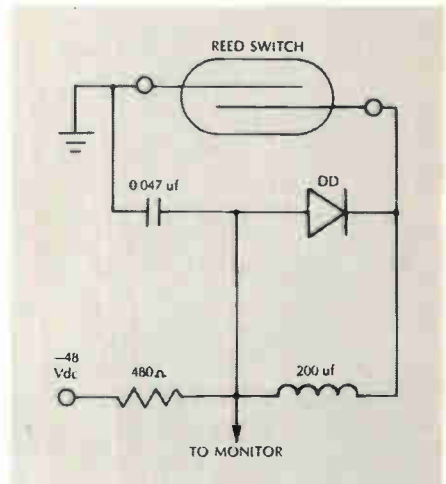 REED SWITCH
0.047 uf
DD
−48
Vdc
480Ω
200 uf
TO MONITOR